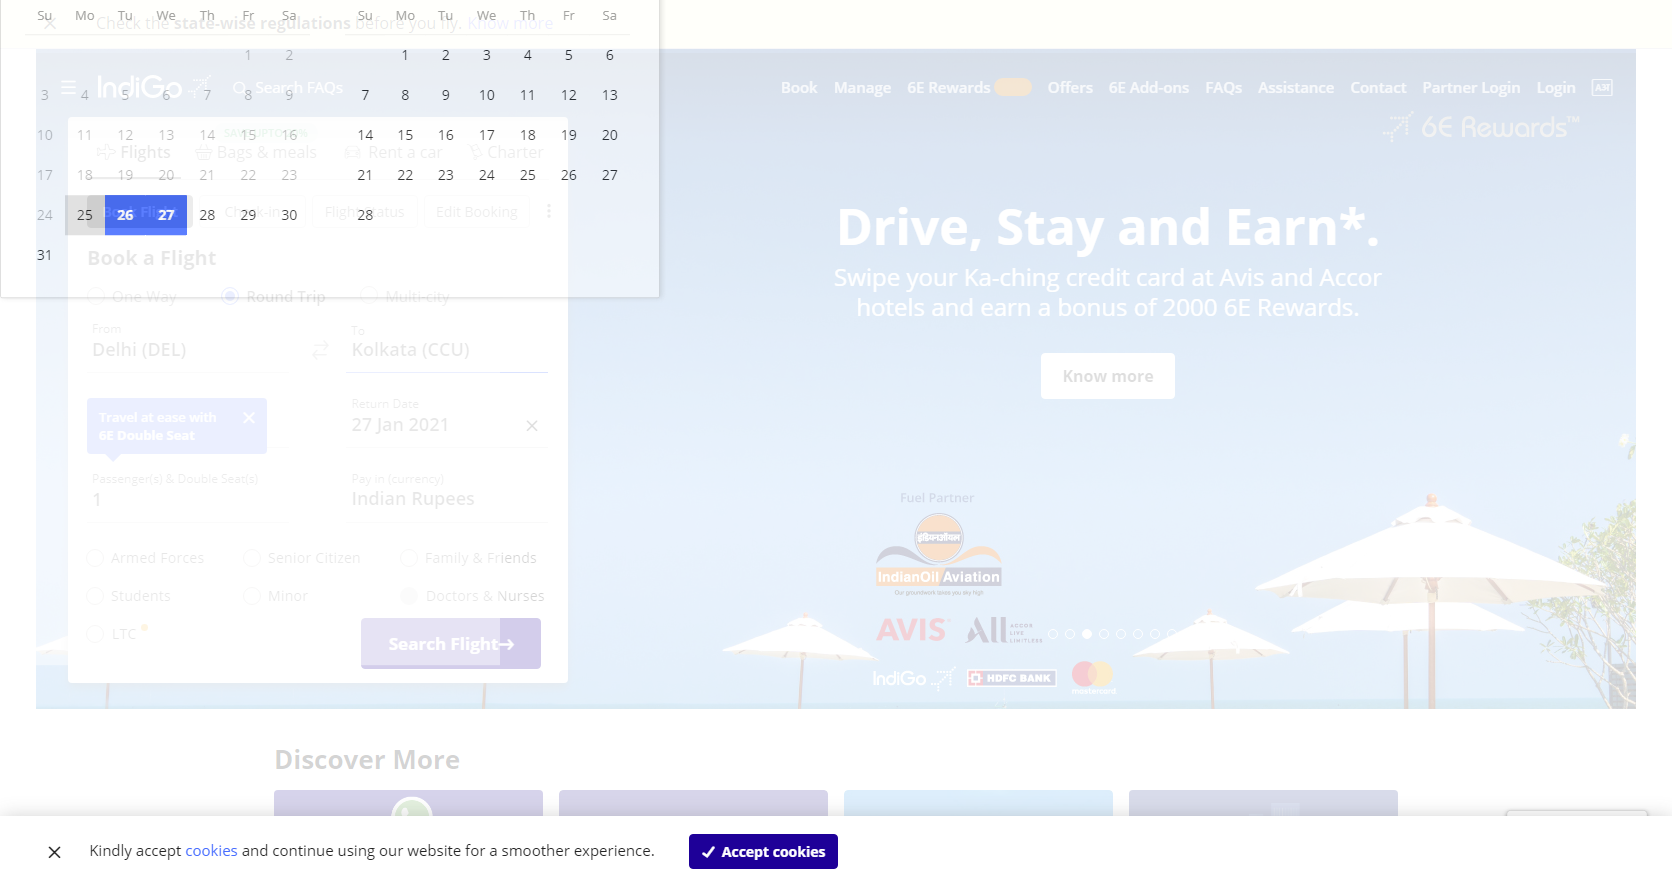 Su Mo Tu We Th Fr Sa Su Mo Tu We Th Fr Sa
Check the state-wise regulations before you fly. Know more
1 2 1 2 3 4 5 6
3 4 5 6 7 8 9 7 8 9 10 11 12 13
IndiGo Search FAQs Book Manage 6E Rewards Offers 6E Add-ons FAQs Assistance Contact Partner Login Login
6E Rewards™
10 11 12 13 14 15 16 14 15 16 17 18 19 20
Flights Bags & meals Rent a car Charter
17 18 19 20 21 22 23 21 22 23 24 25 26 27
24 25 26 27 28 29 30 28
Book Flight Check-in Flight Status Edit Booking
31
Book a Flight
One Way Round Trip Multi city
From To
Delhi (DEL) Kolkata (CCU)
Travel at ease with
6E Double Seat
Return Date
27 Jan 2021
Passenger(s) & Double Seat(s) Pay in (currency)
1 Indian Rupees
Armed Forces Senior Citizen Family & Friends
Students Minor Doctors & Nurses
LTC
Search Flight
Drive, Stay and Earn*.
Swipe your Ka-ching credit card at Avis and Accor
hotels and earn a bonus of 2000 6E Rewards.
Know more
Fuel Partner
इंडियनऑयल
IndianOil Aviation
Our groundwork takes you sky high
AVIS ALL ACCOR
LIVE
LIMITLESS
IndiGo HDFC BANK mastercard
Discover More
Kindly accept cookies and continue using our website for a smoother experience. Accept cookies